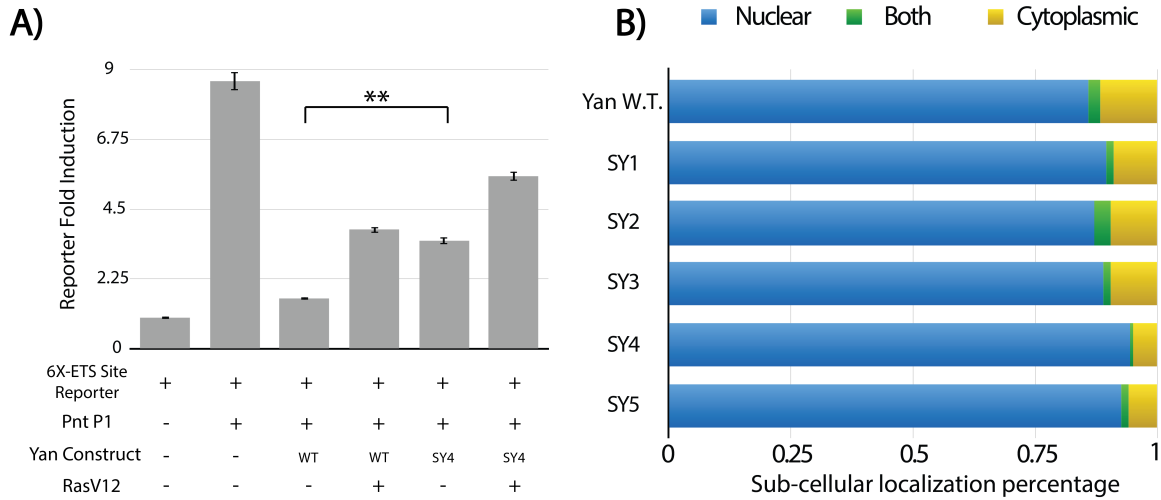 A)
Reporter Fold Induction
9
6.75
4.5
2.25
0
**
6X-ETS Site Reporter + + + + + +
Pnt P1 - + + + + +
Yan Construct - - WT WT SY4 SY4
RasV12 - - - + - +
B)
Nuclear Both Cytoplasmic
Yan W.T.
SY1
SY2
SY3
SY4
SY5
0 0.25 0.5 0.75 1
Sub-cellular localization percentage